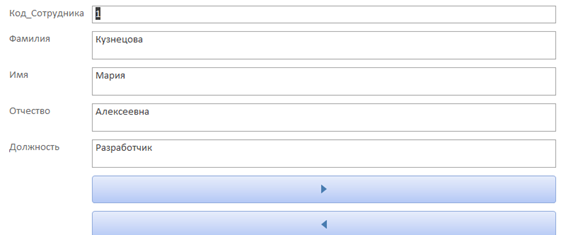 Код_Сотрудника 1
Фамилия Кузнецова
Имя Мария
Отчество Алексеевна
Должность Разработчик